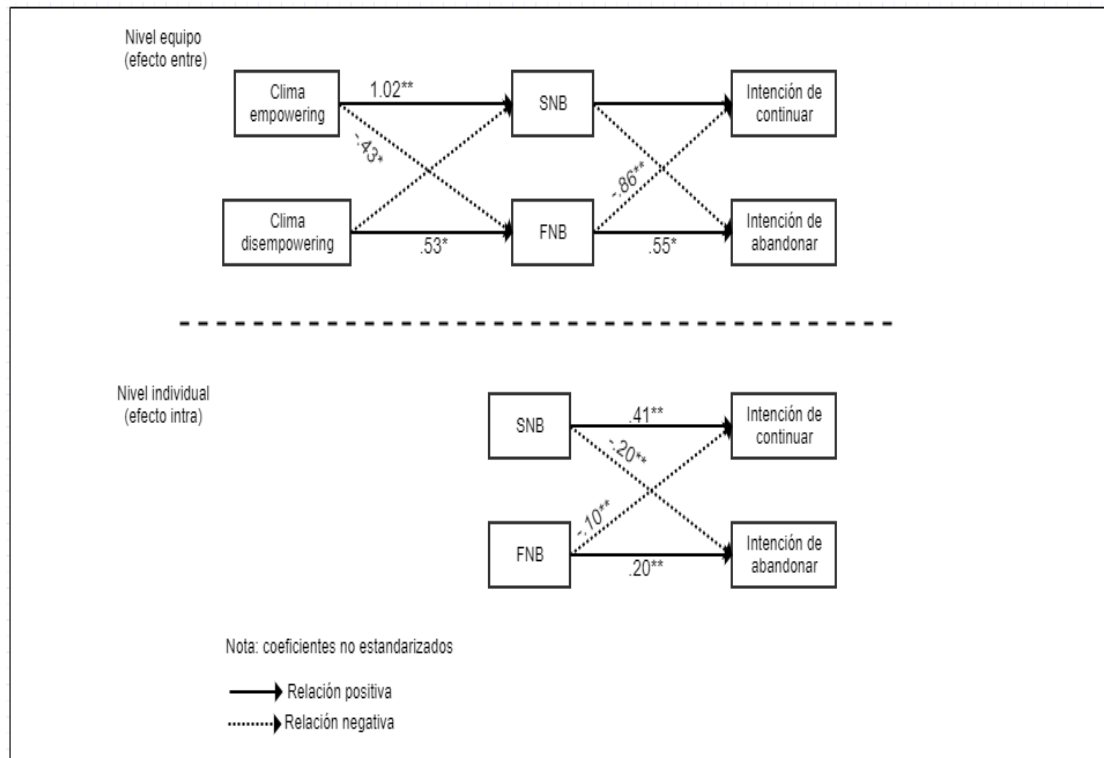 Nivel equipo
(efecto entre)
Clima
empowering
1.02**
SNB
Intención de
continuar
-.43*
-.86**
Clima
disempowering
.53*
FNB
.55*
Intención de
abandonar
Nivel individual
(efecto intra)
SNB
.41**
Intención de
continuar
-.20**
-.10**
FNB
.20**
Intención de
abandonar
Nota: coeficientes no estandarizados
Relación positiva
Relación negativa